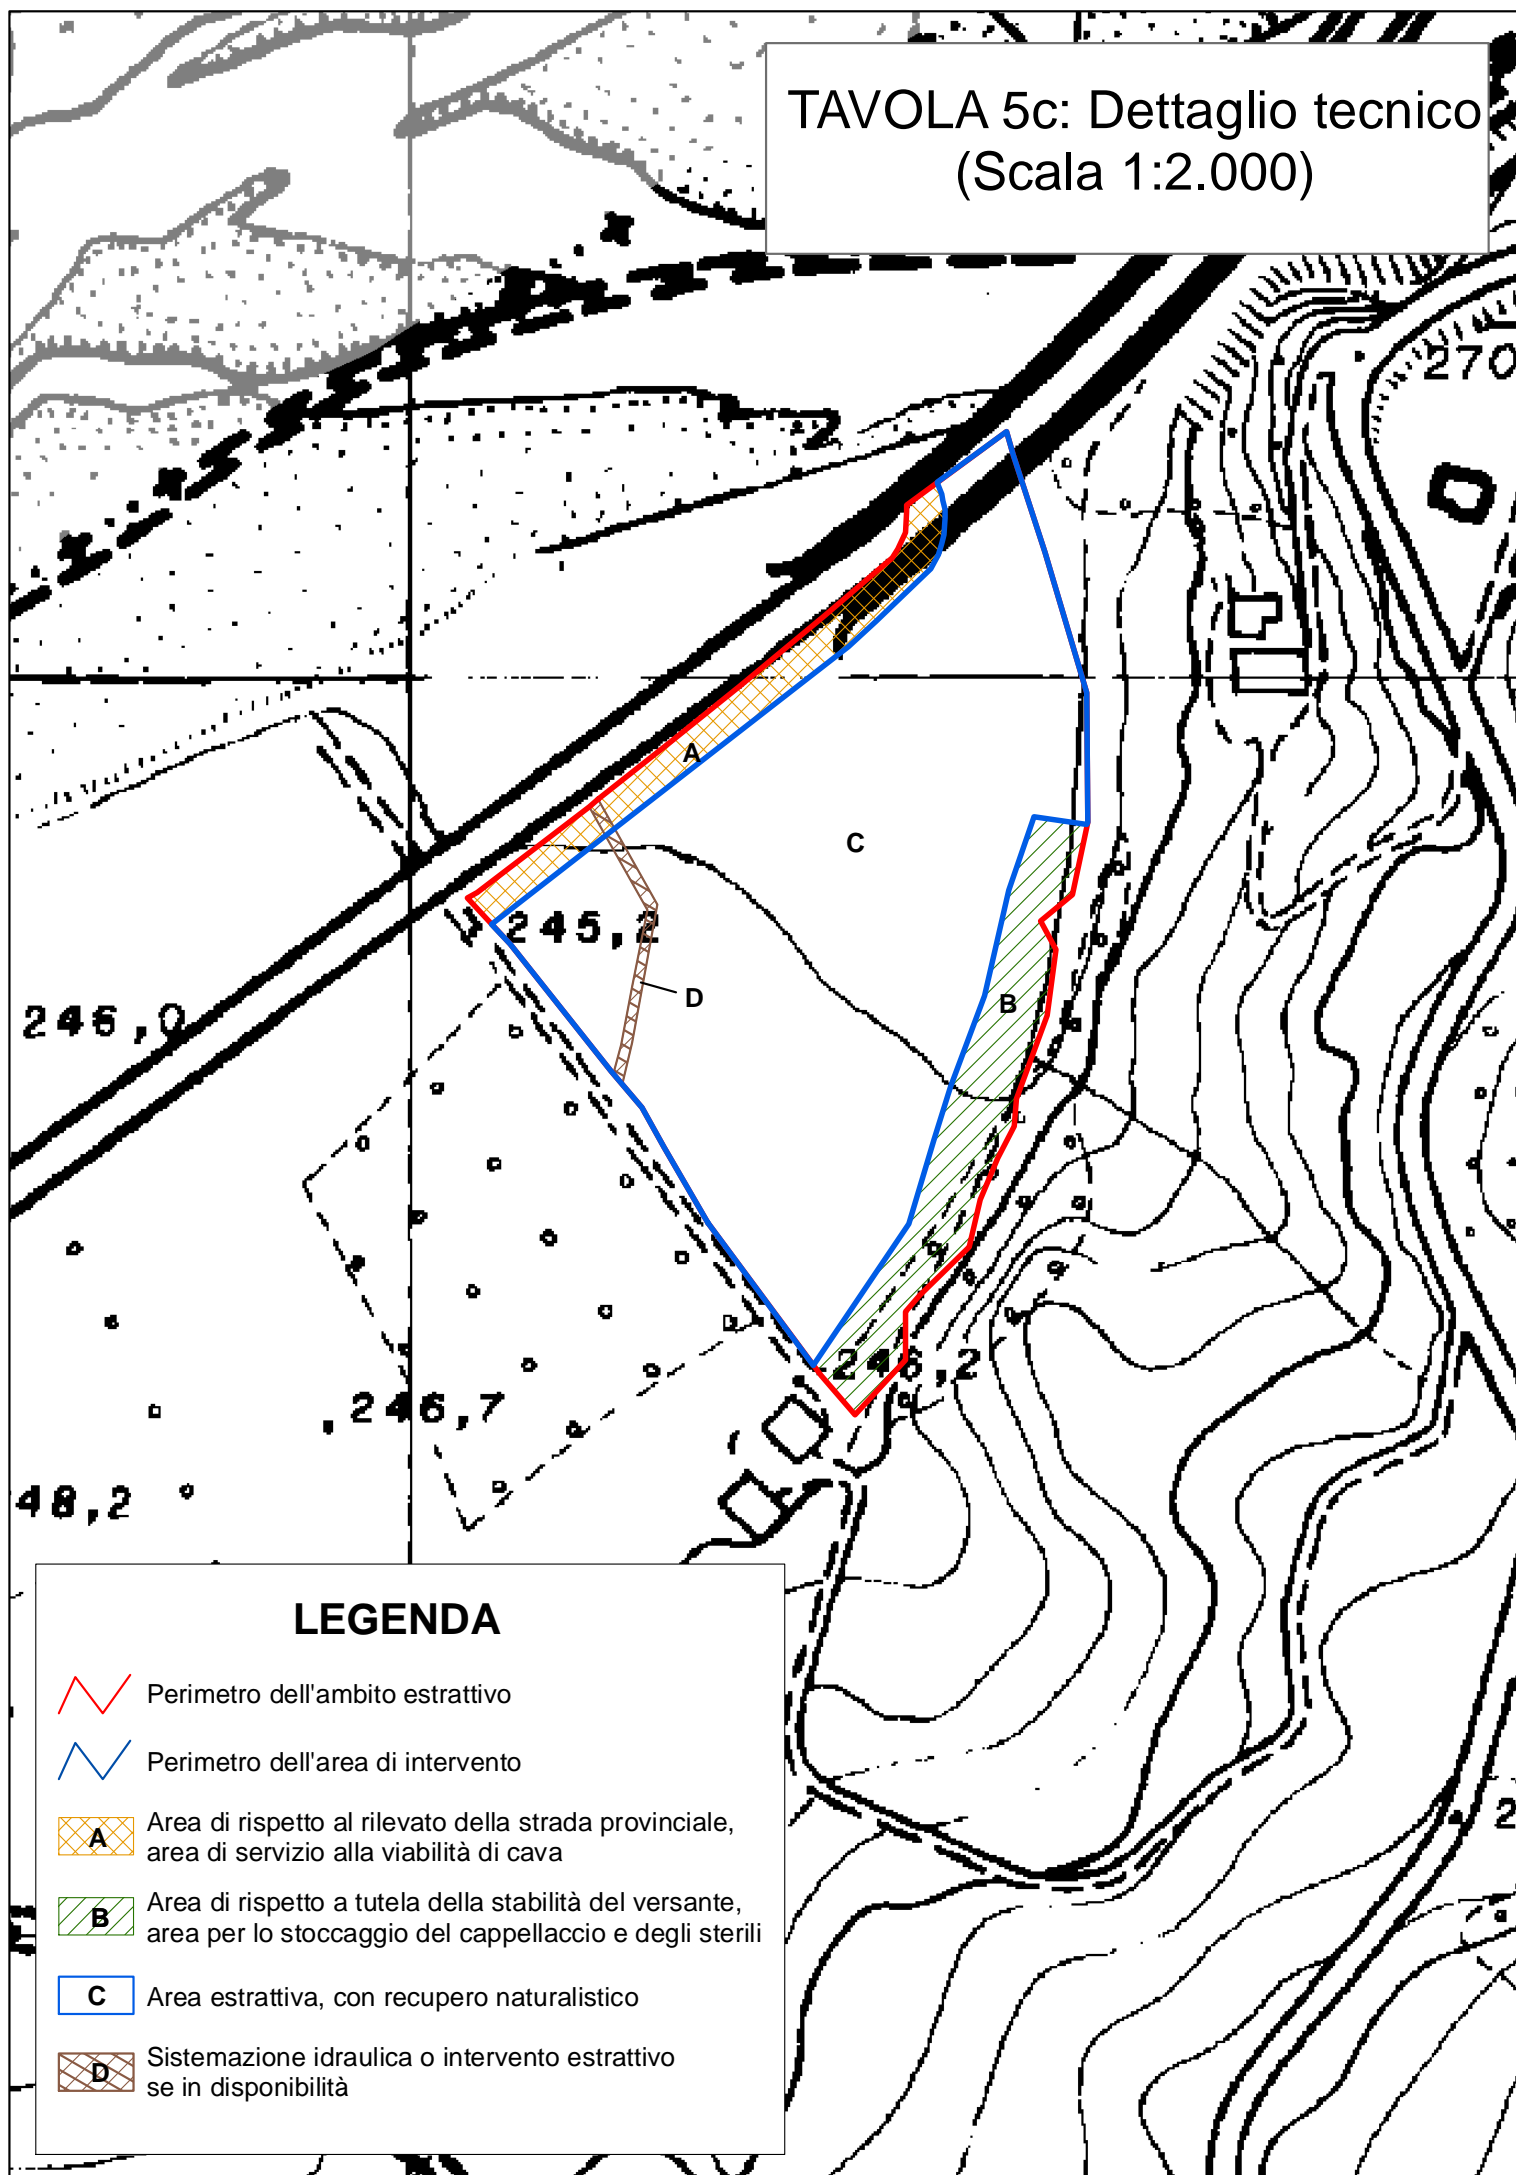 TAVOLA 5c: Dettaglio tecnico
(Scala 1:2.000)
270
A
C
245,2
D
B
246,0
246,2
,246,7
48,2
LEGENDA
Perimetro dell'ambito estrattivo
Perimetro dell'area di intervento
A
Area di rispetto al rilevato della strada provinciale,
area di servizio alla viabilità di cava
B
Area di rispetto a tutela della stabilità del versante,
area per lo stoccaggio del cappellaccio e degli sterili
C
Area estrattiva, con recupero naturalistico
D
Sistemazione idraulica o intervento estrattivo
se in disponibilità
2